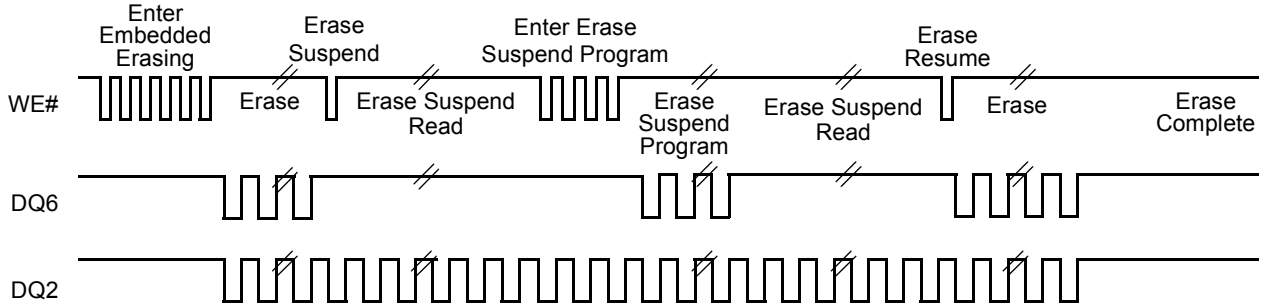 Enter
Embedded
Erasing
Erase
Suspend
Enter Erase
Suspend Program
Erase
Resume
WE#
Erase
Erase Suspend
Read
Erase
Suspend
Program
Erase Suspend
Read
Erase
Erase
Complete
DQ6
DQ2